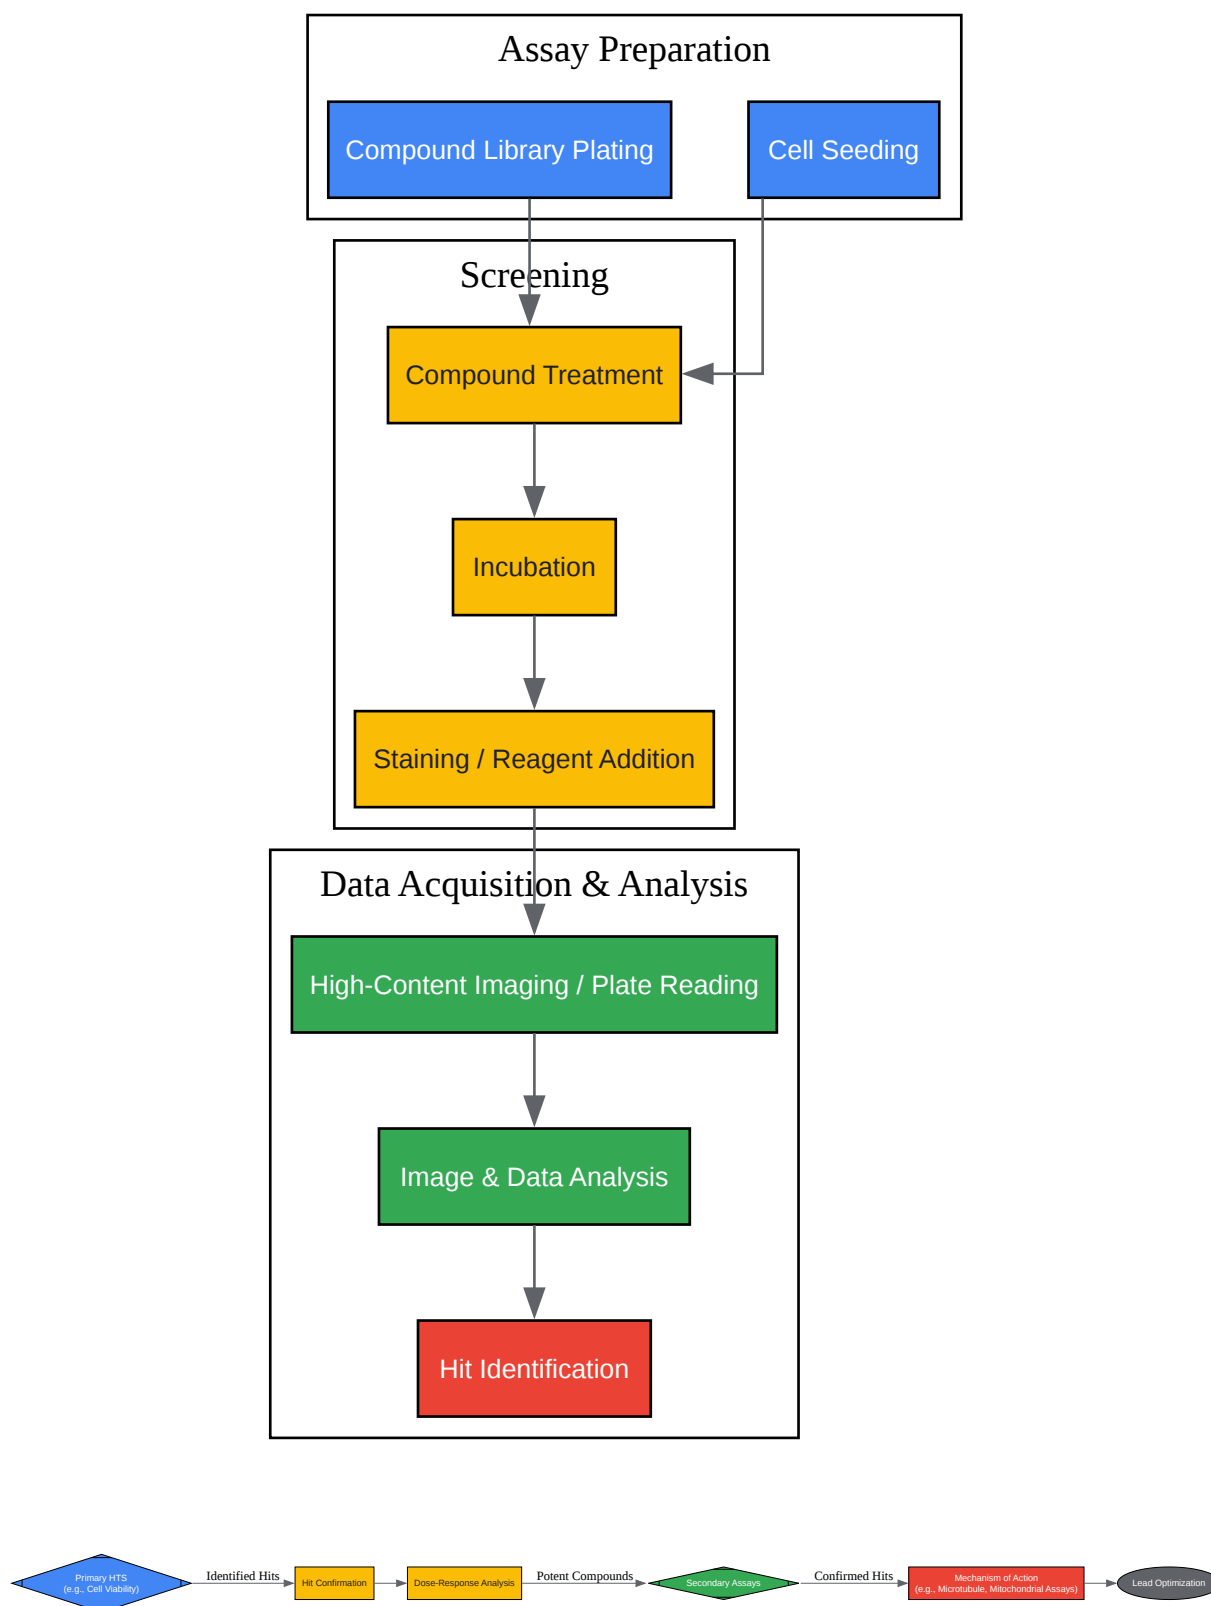 Assay Preparation
Compound Library Plating
Cell Seeding
Screening
Compound Treatment
Incubation
Staining / Reagent Addition
Data Acquisition & Analysis
High-Content Imaging / Plate Reading
Image & Data Analysis
Hit Identification
Primary HTS
(e.g., Cell Viability)
Identified Hits
Hit Confirmation
Dose-Response Analysis
Potent Compounds
Secondary Assays
Confirmed Hits
Mechanism of Action
(e.g., Microtubule, Mitochondrial Assays)
Lead Optimization